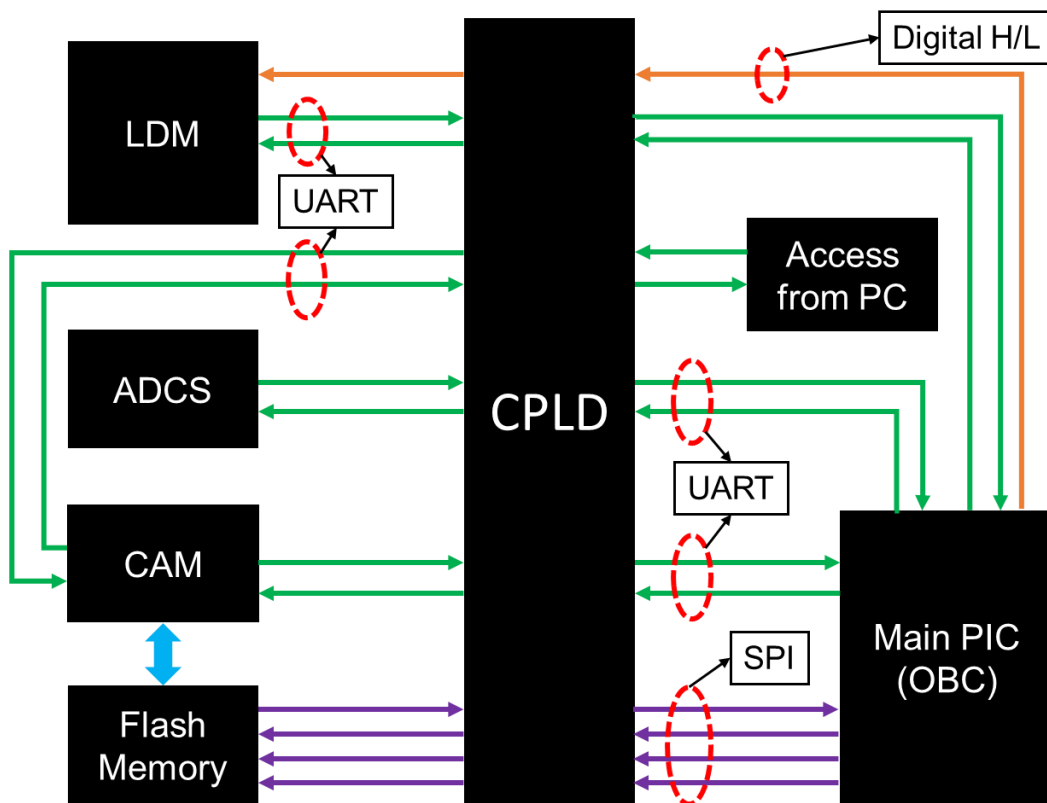 Digital H/L
LDM
UART
Access
from PC
ADCS
CPLD
UART
CAM
Main PIC
(OBC)
SPI
Flash
Memory